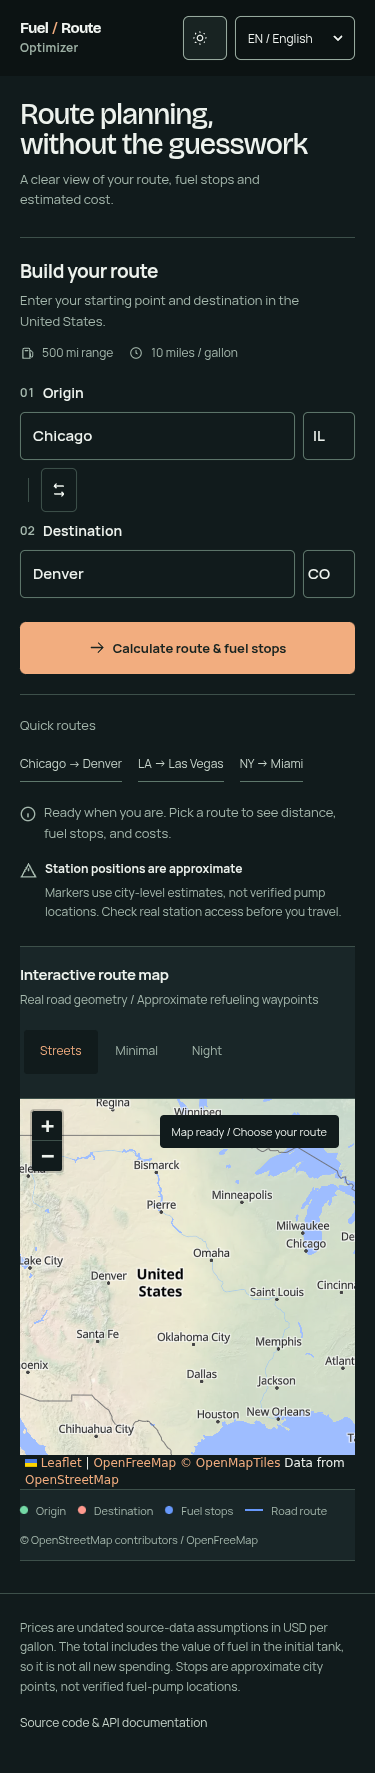 Fuel / Route
Optimizer
EN / English
Route planning,
without the guesswork
A clear view of your route, fuel stops and
estimated cost.
Build your route
Enter your starting point and destination in the
United States.
500 mi range
10 miles / gallon
01 Origin
Chicago
IL
02 Destination
Denver
CO
→ Calculate route & fuel stops
Quick routes
Chicago → Denver
LA → Las Vegas
NY → Miami
Ready when you are. Pick a route to see distance,
fuel stops, and costs.
Station positions are approximate
Markers use city-level estimates, not verified pump
locations. Check real station access before you travel.
Interactive route map
Real road geometry / Approximate refueling waypoints
Streets
Minimal
Night
Regina
Winnipeg
+
Map ready / Choose your route
−
Bismarck
elena
Pierre
Minneapolis
Milwaukee
Chicago
De
Omaha
Lake City
Denver
United
States
Saint Louis
Cincinna
Santa Fe
Oklahoma City
Memphis
Atlant
oenix
Dallas
Jackson
Houston
New Orleans
Chihuahua City
Ta
Leaflet | OpenFreeMap © OpenMapTiles Data from
OpenStreetMap
Origin
Destination
Fuel stops
Road route
© OpenStreetMap contributors / OpenFreeMap
Prices are undated source-data assumptions in USD per
gallon. The total includes the value of fuel in the initial tank,
so it is not all new spending. Stops are approximate city
points, not verified fuel-pump locations.
Source code & API documentation